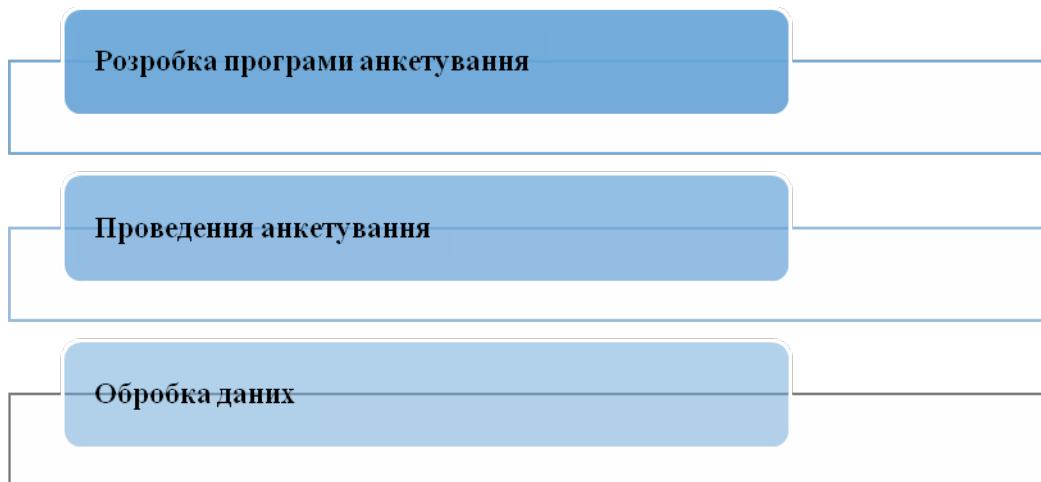 Розробка програми анкетування
Проведення анкетування
Обробка даних